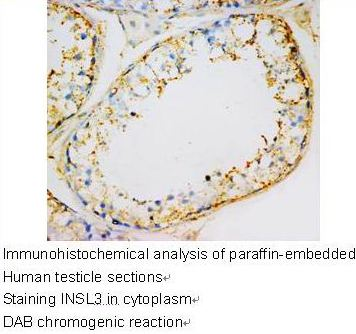 Immunohistochemical analysis of paraffin-embedded
Human testicle sections↵
Staining INSL3 in cytoplasm↵
DAB chromogenic reaction↵